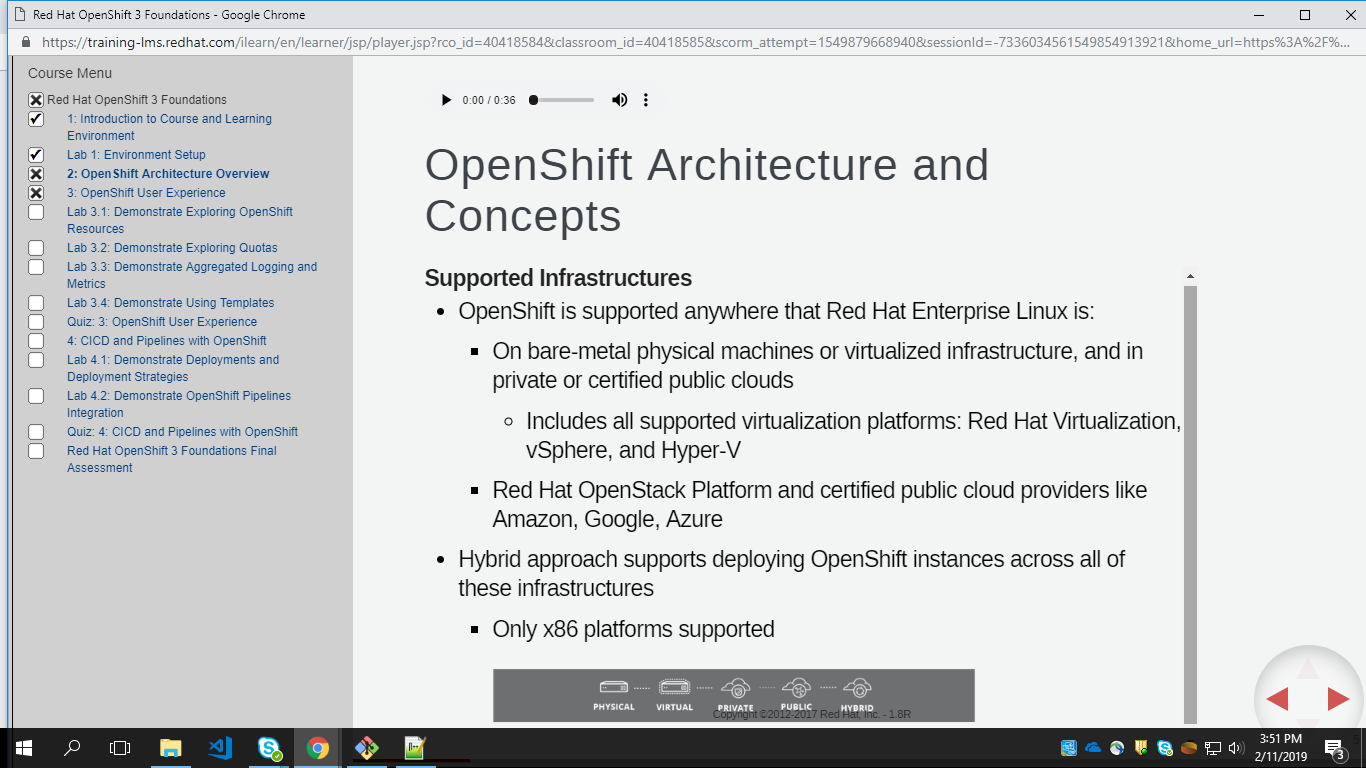 Red Hat OpenShift 3 Foundations - Google Chrome
https://training-lms.redhat.com/ilearn/en/learner/jsp/player.jsp?rco_id=40418584&classroom_id=40418585&scorm_attempt=1549879668940&sessionId=-7336034561549854913921&home_url=https%3A%2F%...
Course Menu
Red Hat OpenShift 3 Foundations
1: Introduction to Course and Learning
Environment
Lab 1: Environment Setup
2: OpenShift Architecture Overview
3: OpenShift User Experience
Lab 3.1: Demonstrate Exploring OpenShift
Resources
Lab 3.2: Demonstrate Exploring Quotas
Lab 3.3: Demonstrate Aggregated Logging and
Metrics
Lab 3.4: Demonstrate Using Templates
Quiz: 3: OpenShift User Experience
4: CICD and Pipelines with OpenShift
Lab 4.1: Demonstrate Deployments and
Deployment Strategies
Lab 4.2: Demonstrate OpenShift Pipelines
Integration
Quiz: 4: CICD and Pipelines with OpenShift
Red Hat OpenShift 3 Foundations Final
Assessment
0:00 / 0:36
OpenShift Architecture and
Concepts
Supported Infrastructures
• OpenShift is supported anywhere that Red Hat Enterprise Linux is:
▪ On bare-metal physical machines or virtualized infrastructure, and in
private or certified public clouds
◦ Includes all supported virtualization platforms: Red Hat Virtualization,
vSphere, and Hyper-V
▪ Red Hat OpenStack Platform and certified public cloud providers like
Amazon, Google, Azure
• Hybrid approach supports deploying OpenShift instances across all of
these infrastructures
▪ Only x86 platforms supported
PHYSICAL VIRTUAL PRIVATE PUBLIC HYBRID
Copyright ©2012-2017 Red Hat, Inc. - 1.8R
3:51 PM
2/11/2019
3